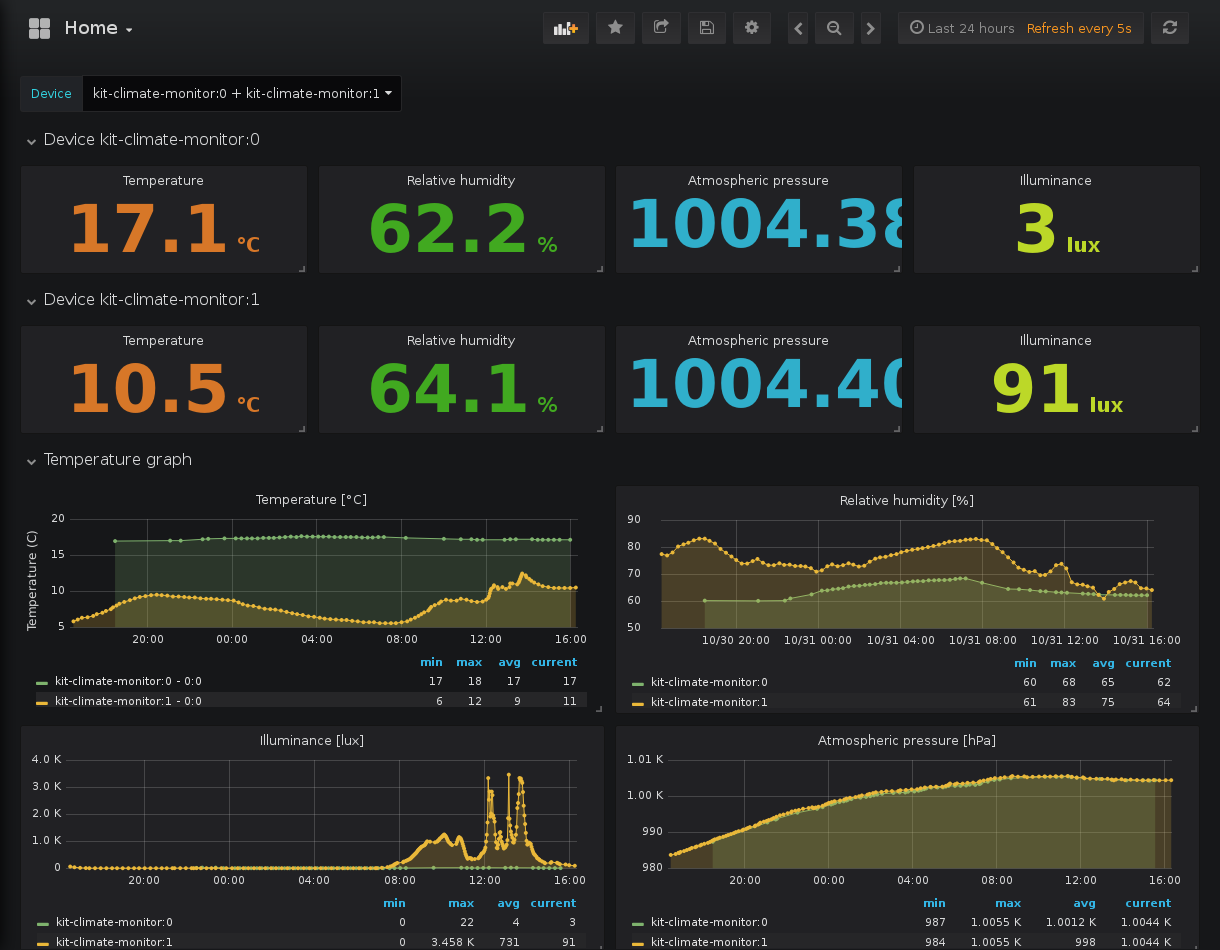 Home
Last 24 hours Refresh every 5s
Device kit-climate-monitor:0 + kit-climate-monitor:1
Device kit-climate-monitor:0
Temperature Relative humidity Atmospheric pressure Illuminance
17.1 °C 62.2 % 1004.38 3 lux
Device kit-climate-monitor:1
Temperature Relative humidity Atmospheric pressure Illuminance
10.5 °C 64.1 % 1004.40 91 lux
Temperature graph
Temperature [°C]
Temperature (C)
20
15
10
5
20:00 00:00 04:00 08:00 12:00 16:00
min max avg current
kit-climate-monitor:0 - 0:0 17 18 17 17
kit-climate-monitor:1 - 0:0 6 12 9 11
Relative humidity [%]
90
80
70
60
50
10/30 20:00 10/31 00:00 10/31 04:00 10/31 08:00 10/31 12:00 10/31 16:00
min max avg current
kit-climate-monitor:0 60 68 65 62
kit-climate-monitor:1 61 83 75 64
Illuminance [lux]
4.0 K
3.0 K
2.0 K
1.0 K
0
20:00 00:00 04:00 08:00 12:00 16:00
min max avg current
kit-climate-monitor:0 0 22 4 3
kit-climate-monitor:1 0 3.458 K 731 91
Atmospheric pressure [hPa]
1.01 K
1.00 K
990
980
20:00 00:00 04:00 08:00 12:00 16:00
min max avg current
kit-climate-monitor:0 987 1.0055 K 1.0012 K 1.0044 K
kit-climate-monitor:1 984 1.0055 K 998 1.0044 K